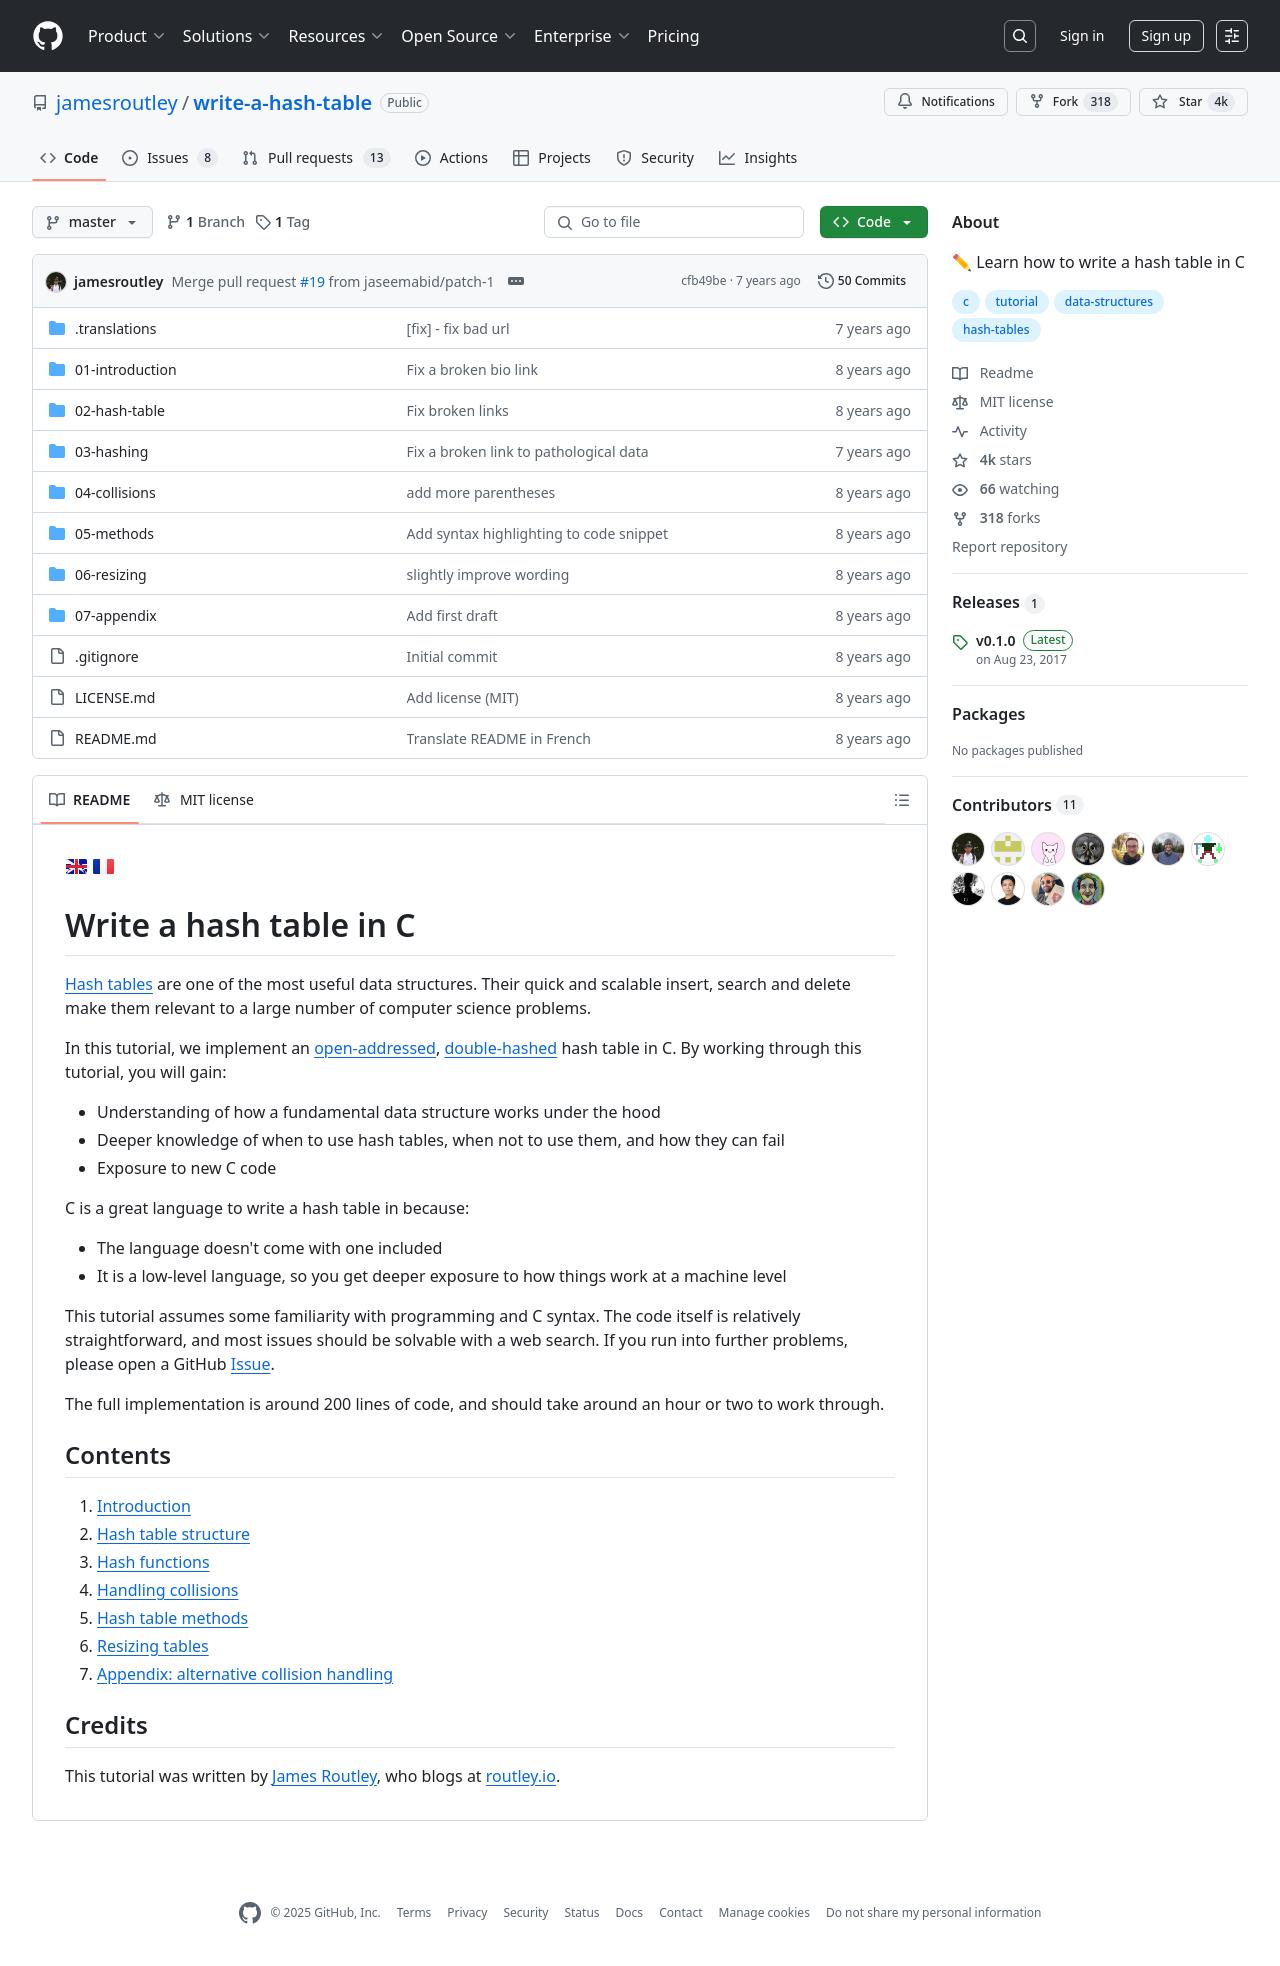 Product Solutions Resources Open Source Enterprise Pricing Sign in Sign up
jamesroutley / write-a-hash-table Public Notifications Fork 318 Star 4k
Code Issues 8 Pull requests 13 Actions Projects Security Insights
master 1 Branch 1 Tag Go to file Code
jamesroutley Merge pull request #19 from jaseemabid/patch-1 cfb49be · 7 years ago 50 Commits
.translations [fix] - fix bad url 7 years ago
01-introduction Fix a broken bio link 8 years ago
02-hash-table Fix broken links 8 years ago
03-hashing Fix a broken link to pathological data 7 years ago
04-collisions add more parentheses 8 years ago
05-methods Add syntax highlighting to code snippet 8 years ago
06-resizing slightly improve wording 8 years ago
07-appendix Add first draft 8 years ago
.gitignore Initial commit 8 years ago
LICENSE.md Add license (MIT) 8 years ago
README.md Translate README in French 8 years ago
README MIT license
Write a hash table in C
Hash tables are one of the most useful data structures. Their quick and scalable insert, search and delete
make them relevant to a large number of computer science problems.
In this tutorial, we implement an open-addressed, double-hashed hash table in C. By working through this
tutorial, you will gain:
• Understanding of how a fundamental data structure works under the hood
• Deeper knowledge of when to use hash tables, when not to use them, and how they can fail
• Exposure to new C code
C is a great language to write a hash table in because:
• The language doesn't come with one included
• It is a low-level language, so you get deeper exposure to how things work at a machine level
This tutorial assumes some familiarity with programming and C syntax. The code itself is relatively
straightforward, and most issues should be solvable with a web search. If you run into further problems,
please open a GitHub Issue.
The full implementation is around 200 lines of code, and should take around an hour or two to work through.
Contents
1. Introduction
2. Hash table structure
3. Hash functions
4. Handling collisions
5. Hash table methods
6. Resizing tables
7. Appendix: alternative collision handling
Credits
This tutorial was written by James Routley, who blogs at routley.io.
About
Learn how to write a hash table in C
c tutorial data-structures
hash-tables
Readme
MIT license
Activity
4k stars
66 watching
318 forks
Report repository
Releases 1
v0.1.0 Latest
on Aug 23, 2017
Packages
No packages published
Contributors 11
© 2025 GitHub, Inc. Terms Privacy Security Status Docs Contact Manage cookies Do not share my personal information